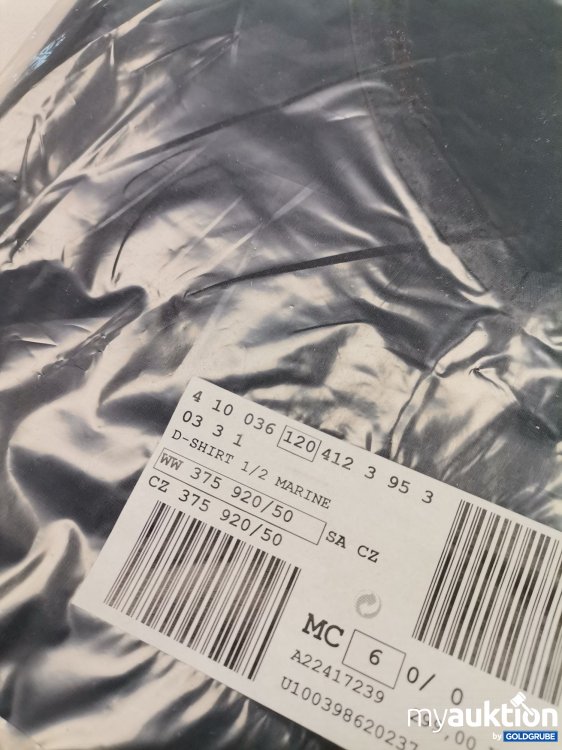 4 10 036 120 412 3 95 3
03 3 1
D-SHIRT 1/2 MARINE
WW 375 920/50
CZ 375 920/50 SA CZ
MC 6 0/ 0
A22417239
U100398620237
myauktion
by GOLDGRUBE